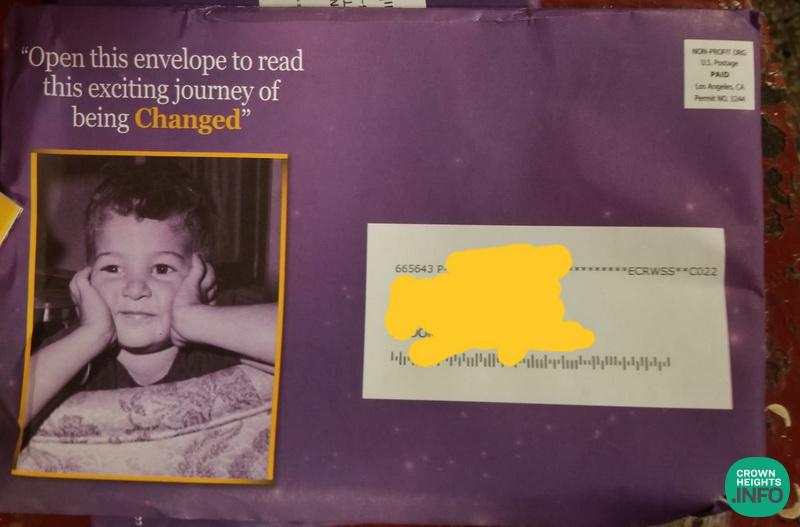 “Open this envelope to read
this exciting journey of
being Changed”
NON-PROFIT ORG
U.S. Postage
PAID
Los Angeles, CA
Permit NO. 3244
665643 P-
***********ECRWSS**C022
CROWN
HEIGHTS
.INFO